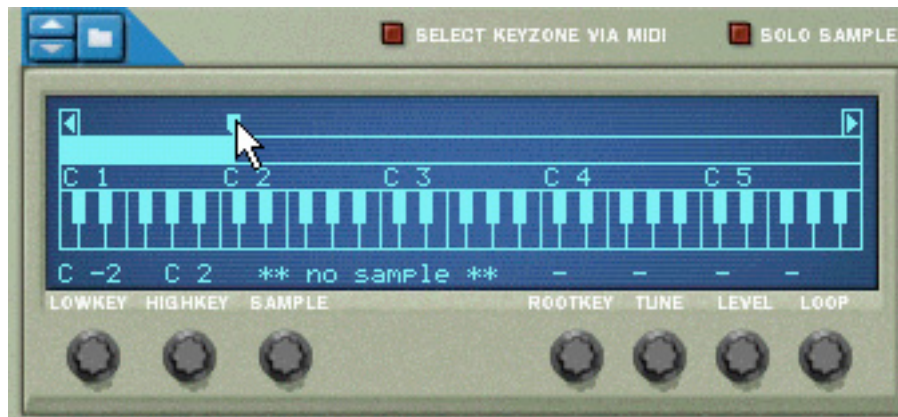 SELECT KEYZONE VIA MIDI SOLO SAMPLE
C 1 C 2 C 3 C 4 C 5
C -2 C 2 ** no sample ** - - - -
LOWKEY HIGHKEY SAMPLE ROOTKEY TUNE LEVEL LOOP